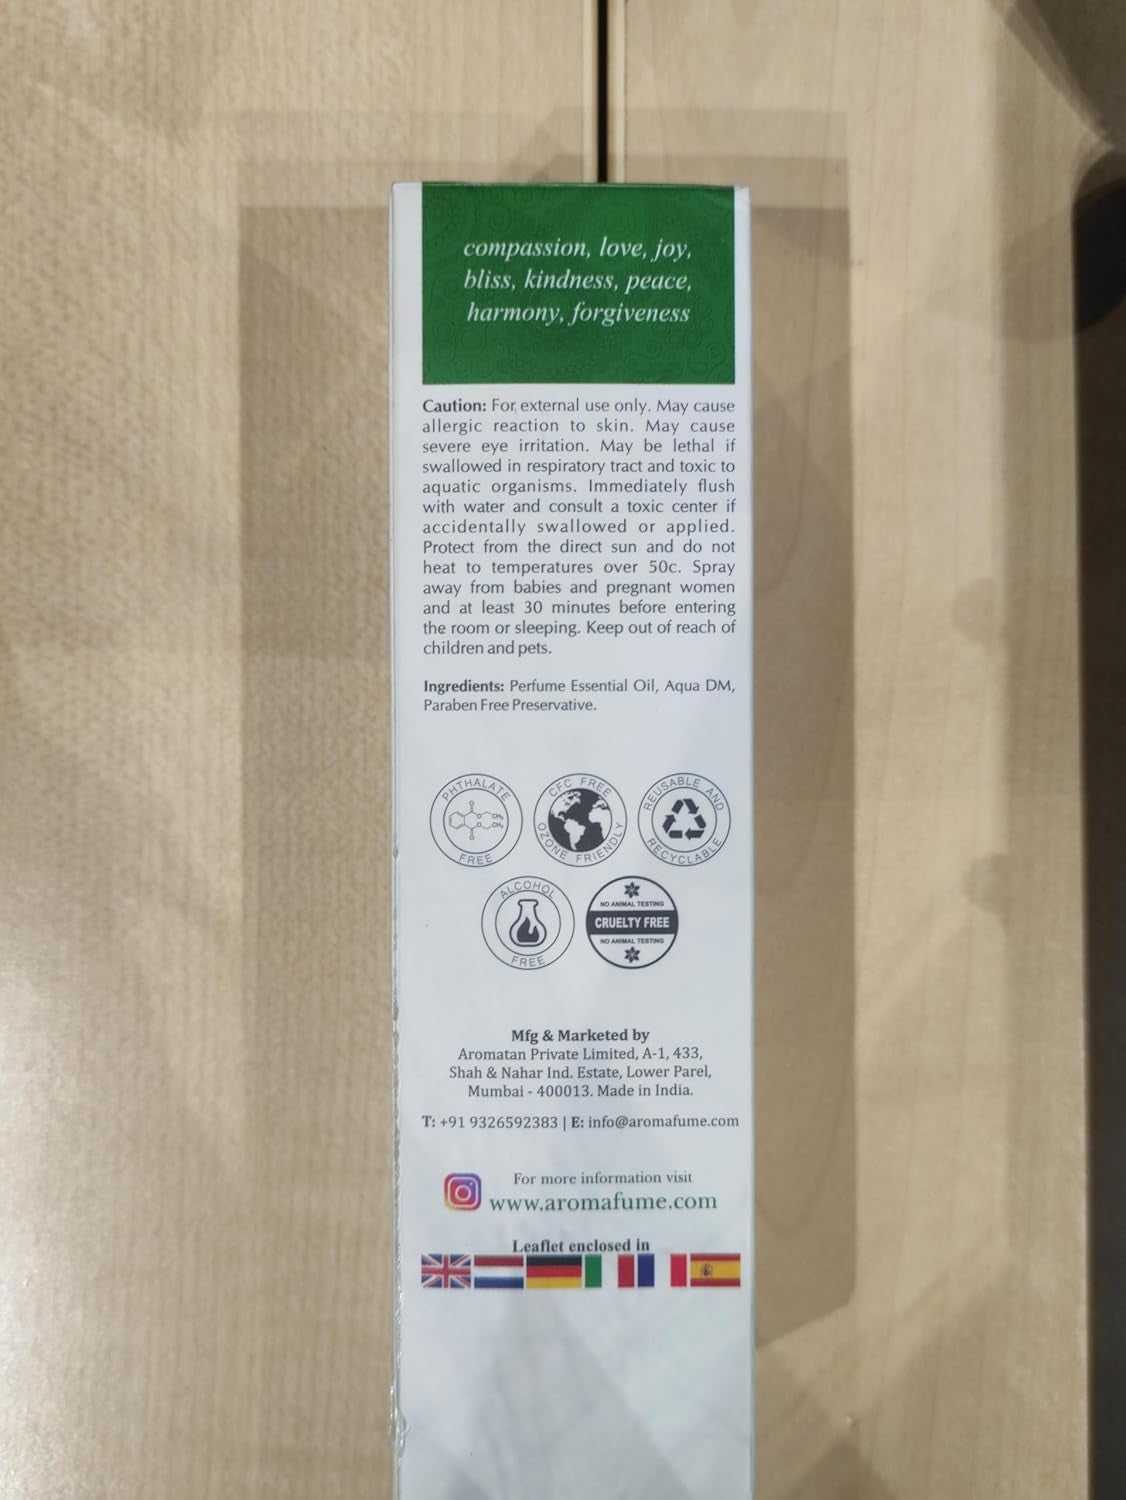 compassion, love, joy,
bliss, kindness, peace,
harmony, forgiveness
Caution: For external use only. May cause
allergic reaction to skin. May cause
severe eye irritation. May be lethal if
swallowed in respiratory tract and toxic to
aquatic organisms. Immediately flush
with water and consult a toxic center if
accidentally swallowed or applied.
Protect from the direct sun and do not
heat to temperatures over 50c. Spray
away from babies and pregnant women
and at least 30 minutes before entering
the room or sleeping. Keep out of reach of
children and pets.
Ingredients: Perfume Essential Oil, Aqua DM,
Paraben Free Preservative.
PHTHALATE
FREE
CFC FREE
OZONE FRIENDLY
REUSABLE AND
RECYCLABLE
ALCOHOL
FREE
NO ANIMAL TESTING
CRUELTY FREE
NO ANIMAL TESTING
Mfg & Marketed by
Aromatan Private Limited, A-1, 433,
Shah & Nahar Ind. Estate, Lower Parel,
Mumbai - 400013. Made in India.
T: +91 9326592383 | E: info@aromafume.com
For more information visit
www.aromafume.com
Leaflet enclosed in